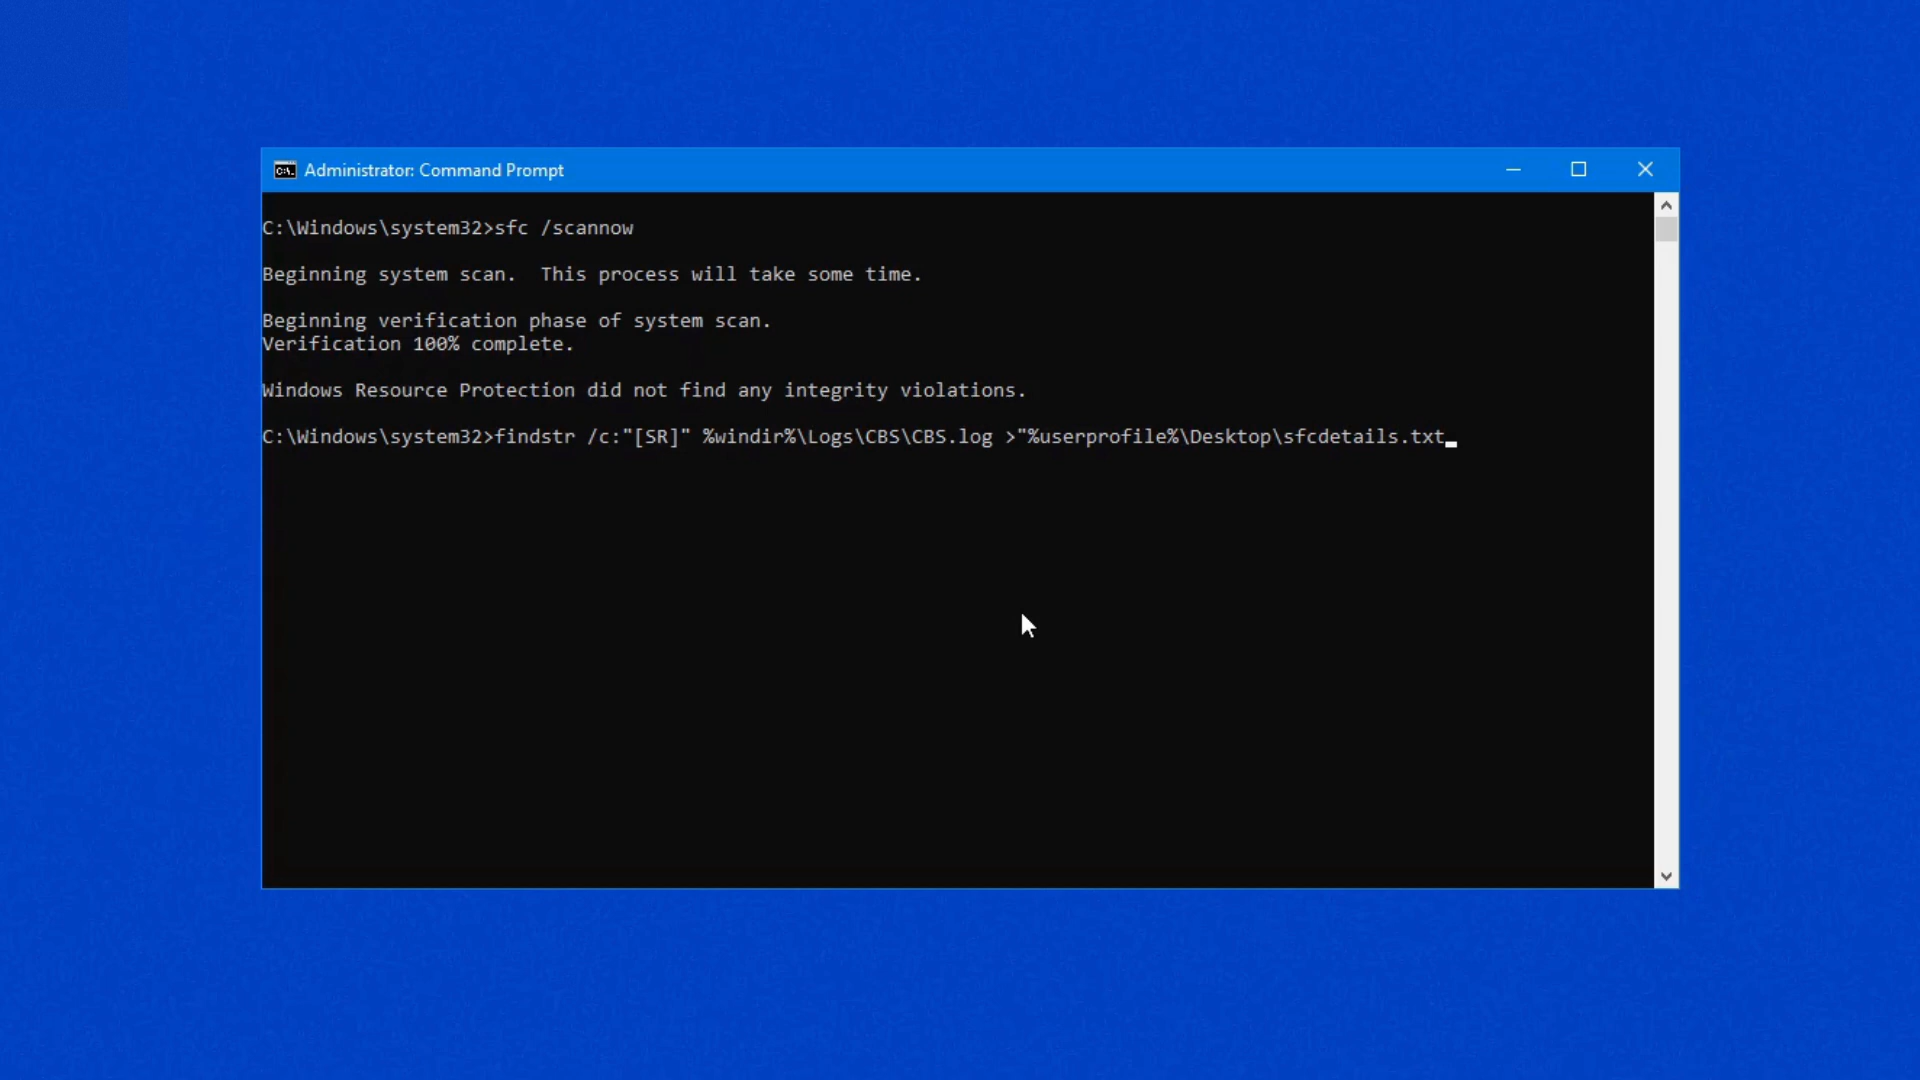 Administrator: Command Prompt
C:\Windows\system32>sfc /scannow
Beginning system scan.  This process will take some time.
Beginning verification phase of system scan.
Verification 100% complete.
Windows Resource Protection did not find any integrity violations.
C:\Windows\system32>findstr /c:"[SR]" %windir%\Logs\CBS\CBS.log >"%userprofile%\Desktop\sfcdetails.txt